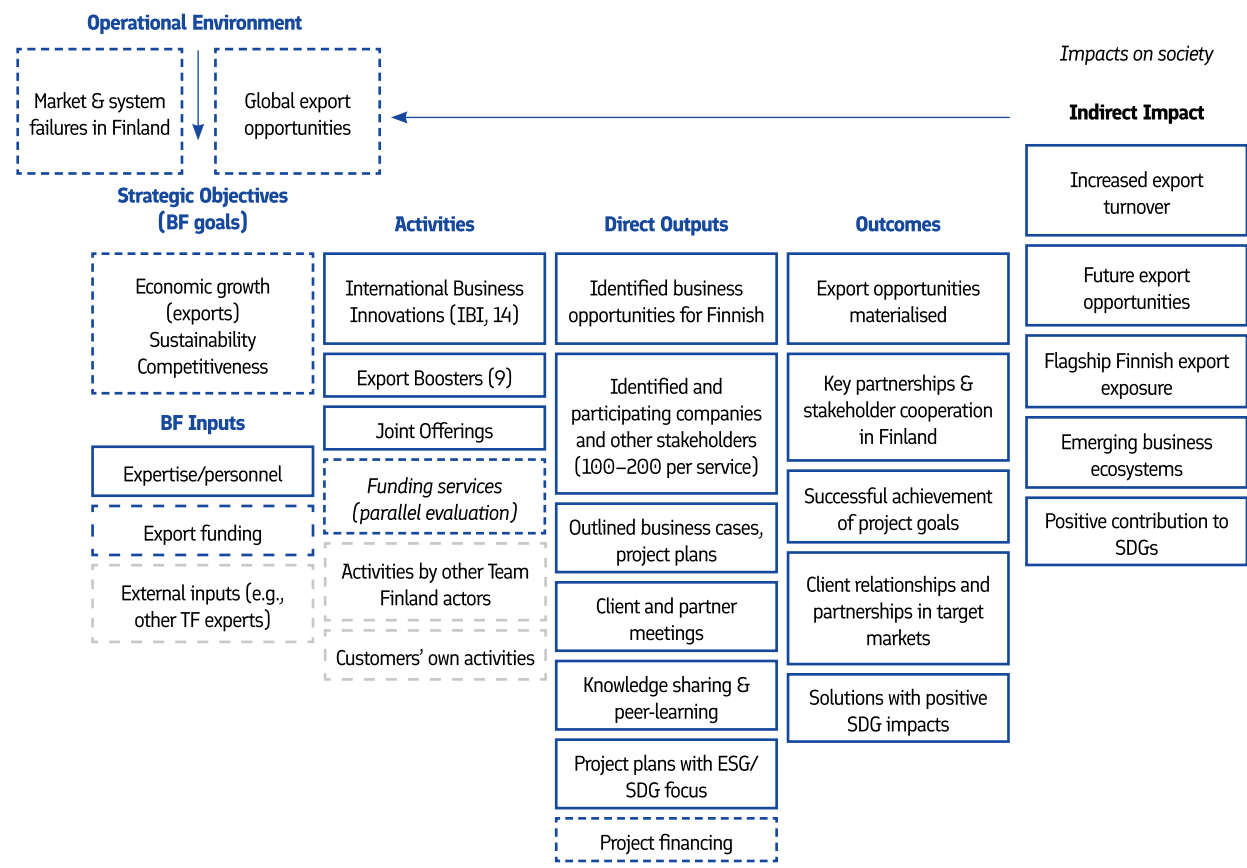 Operational Environment
Market & system
failures in Finland
Global export
opportunities
Impacts on society
Indirect Impact
Increased export
turnover
Future export
opportunities
Flagship Finnish export
exposure
Emerging business
ecosystems
Positive contribution to
SDGs
Strategic Objectives
(BF goals)
Economic growth
(exports)
Sustainability
Competitiveness
BF Inputs
Expertise/personnel
Export funding
External inputs (e.g.,
other TF experts)
Activities
International Business
Innovations (IBI, 14)
Export Boosters (9)
Joint Offerings
Funding services
(parallel evaluation)
Activities by other Team
Finland actors
Customers’ own activities
Direct Outputs
Identified business
opportunities for Finnish
Identified and
participating companies
and other stakeholders
(100–200 per service)
Outlined business cases,
project plans
Client and partner
meetings
Knowledge sharing &
peer-learning
Project plans with ESG/
SDG focus
Project financing
Outcomes
Export opportunities
materialised
Key partnerships &
stakeholder cooperation
in Finland
Successful achievement
of project goals
Client relationships and
partnerships in target
markets
Solutions with positive
SDG impacts